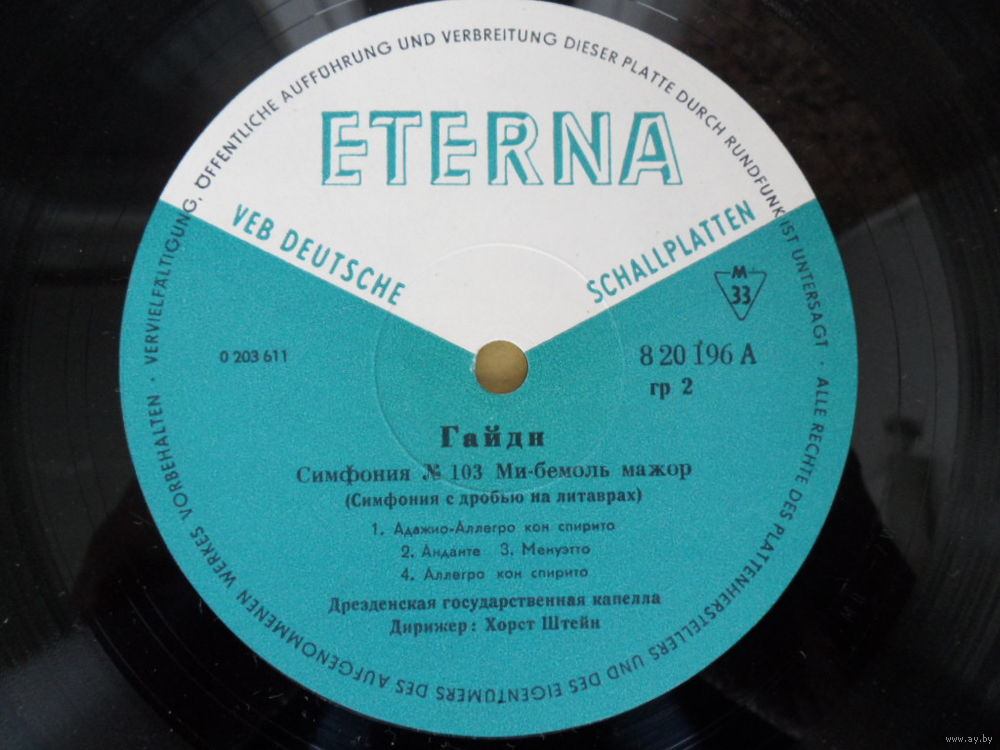 ETERNA
VEB DEUTSCHE SCHALLPLATTEN
M
33
0 203 611
8 20 196 A
гр 2
Гайдн
Симфония № 103 Ми-бемоль мажор
(Симфония с дробью на литаврах)
1. Адажио-Аллегро кон спирито
2. Анданте 3. Менуэтто
4. Аллегро кон спирито
Дрезденская государственная капелла
Дирижер: Хорст Штейн
ALLE RECHTE DES PLATTENHERSTELLERS UND DES EIGENTÜMERS DES AUFGENOMMENEN WERKES VORBEHALTEN · VERVIELFÄLTIGUNG, ÖFFENTLICHE AUFFÜHRUNG UND VERBREITUNG DIESER PLATTE DURCH RUNDFUNK IST UNTERSAGT ·
www.ay.by